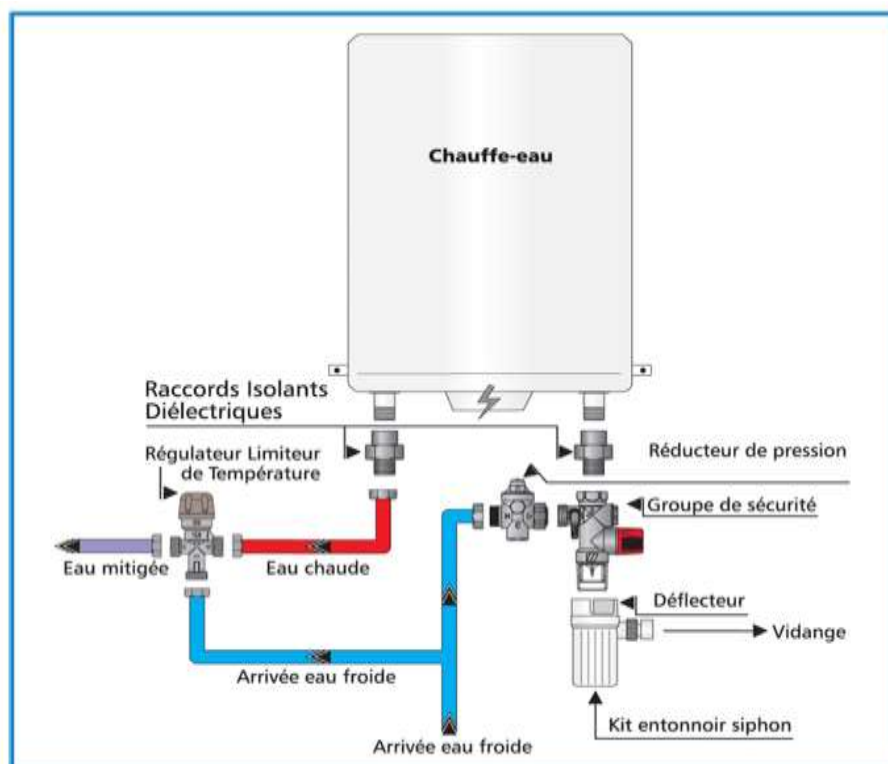 Chauffe-eau
Raccords Isolants
Diélectriques
Régulateur Limiteur
de Température
Réducteur de pression
Groupe de sécurité
Eau mitigée
Eau chaude
Déflecteur
Vidange
Arrivée eau froide
Kit entonnoir siphon
Arrivée eau froide